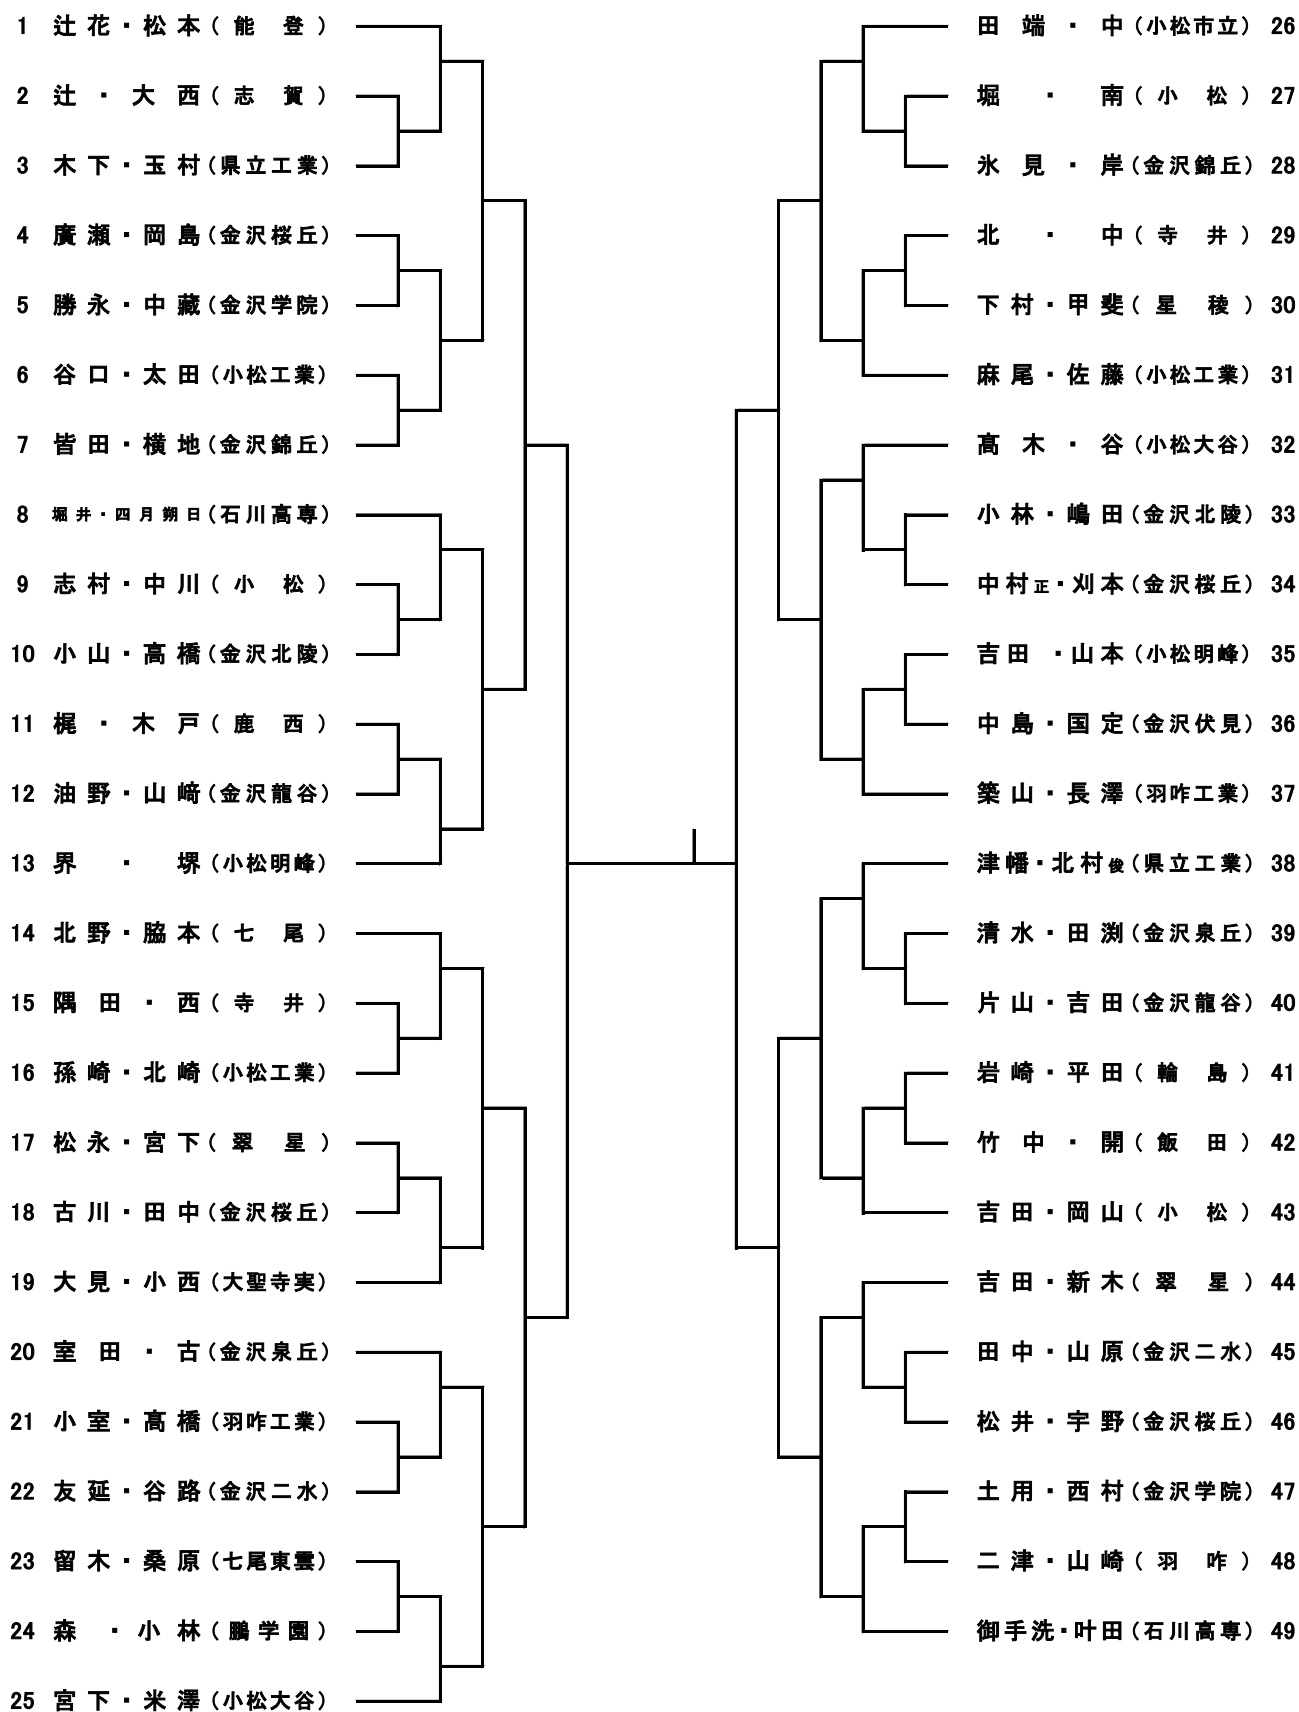 1 辻花・松本(能登)
2 辻・大西(志賀)
3 木下・玉村(県立工業)
4 廣瀬・岡島(金沢桜丘)
5 勝永・中藏(金沢学院)
6 谷口・太田(小松工業)
7 皆田・横地(金沢錦丘)
8 堀井・四月朔日(石川高専)
9 志村・中川(小松)
10 小山・高橋(金沢北陵)
11 梶・木戸(鹿西)
12 油野・山﨑(金沢龍谷)
13 界・堺(小松明峰)
14 北野・脇本(七尾)
15 隅田・西(寺井)
16 孫崎・北崎(小松工業)
17 松永・宮下(翠星)
18 古川・田中(金沢桜丘)
19 大見・小西(大聖寺実)
20 室田・古(金沢泉丘)
21 小室・髙橋(羽咋工業)
22 友延・谷路(金沢二水)
23 留木・桑原(七尾東雲)
24 森・小林(鵬学園)
25 宮下・米澤(小松大谷)
田端・中(小松市立) 26
堀・南(小松) 27
氷見・岸(金沢錦丘) 28
北・中(寺井) 29
下村・甲斐(星稜) 30
麻尾・佐藤(小松工業) 31
髙木・谷(小松大谷) 32
小林・嶋田(金沢北陵) 33
中村正・刈本(金沢桜丘) 34
吉田・山本(小松明峰) 35
中島・国定(金沢伏見) 36
築山・長澤(羽咋工業) 37
津幡・北村俊(県立工業) 38
清水・田渕(金沢泉丘) 39
片山・吉田(金沢龍谷) 40
岩崎・平田(輪島) 41
竹中・開(飯田) 42
吉田・岡山(小松) 43
吉田・新木(翠星) 44
田中・山原(金沢二水) 45
松井・宇野(金沢桜丘) 46
土用・西村(金沢学院) 47
二津・山崎(羽咋) 48
御手洗・叶田(石川高専) 49